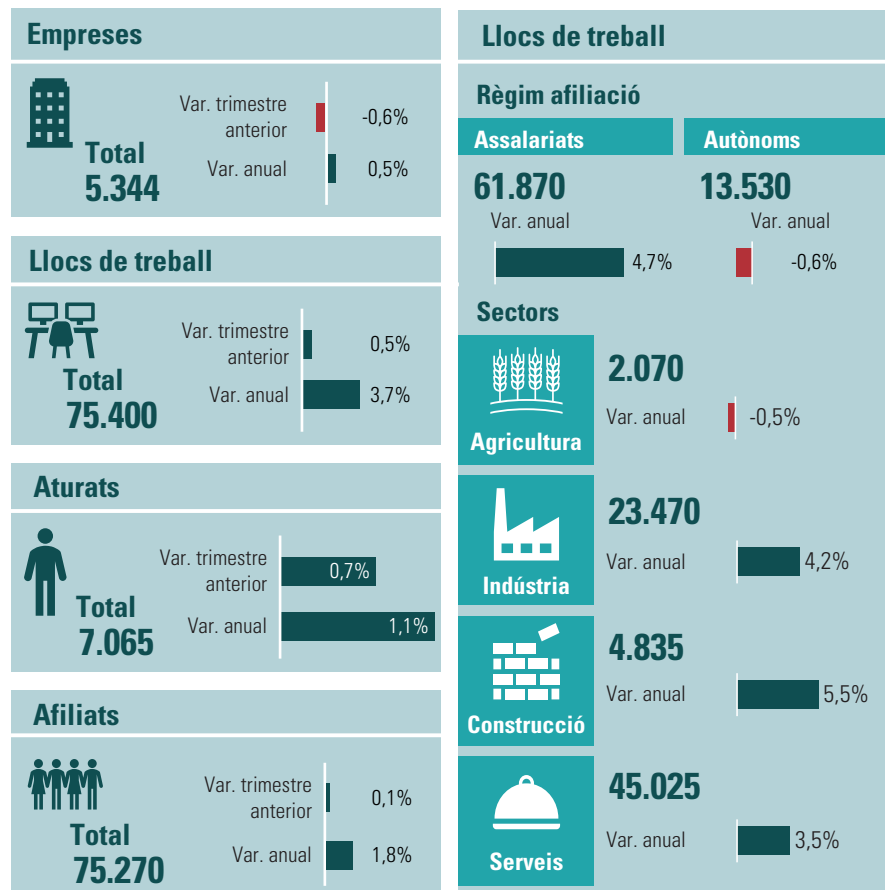 Empreses
Var. trimestre
anterior
-0,6%
Total
5.344
Var. anual
0,5%
Llocs de treball
Var. trimestre
anterior
0,5%
Total
75.400
Var. anual
3,7%
Aturats
Var. trimestre
anterior
0,7%
Total
7.065
Var. anual
1,1%
Afiliats
Var. trimestre
anterior
0,1%
Total
75.270
Var. anual
1,8%
Llocs de treball
Règim afiliació
Assalariats
Autònoms
61.870
13.530
Var. anual
Var. anual
4,7%
-0,6%
Sectors
2.070
Var. anual
-0,5%
Agricultura
23.470
Var. anual
4,2%
Indústria
4.835
Var. anual
5,5%
Construcció
45.025
Var. anual
3,5%
Serveis